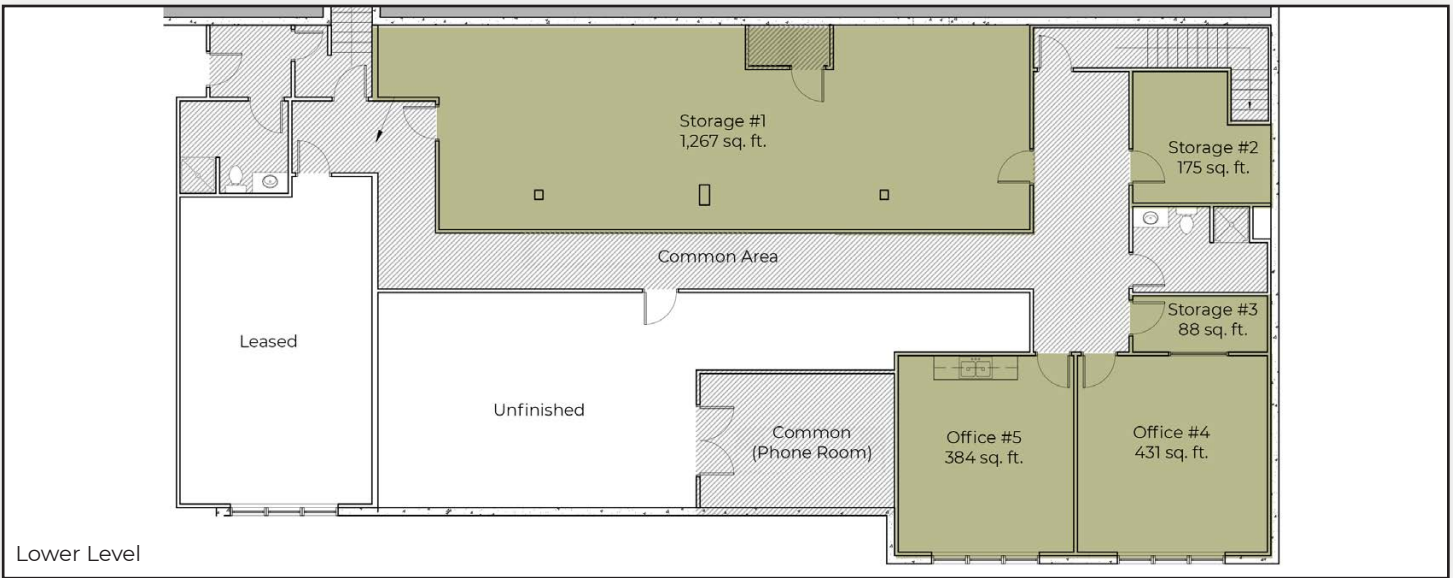 Storage #1
1,267 sq. ft.
Storage #2
175 sq. ft.
Common Area
Storage #3
88 sq. ft.
Leased
Unfinished
Common
(Phone Room)
Office #5
384 sq. ft.
Office #4
431 sq. ft.
Lower Level